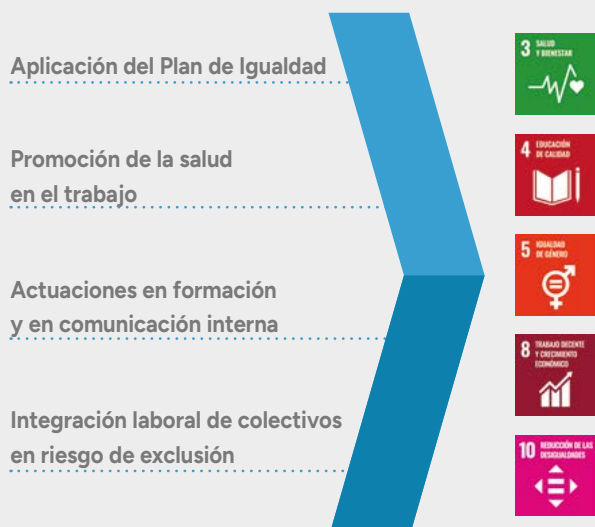 Aplicación del Plan de Igualdad
Promoción de la salud
en el trabajo
Actuaciones en formación
y en comunicación interna
Integración laboral de colectivos
en riesgo de exclusión
3 SALUD
Y BIENESTAR
4 EDUCACIÓN
DE CALIDAD
5 IGUALDAD
DE GÉNERO
8 TRABAJO DECENTE
Y CRECIMIENTO
ECONÓMICO
10 REDUCCIÓN DE LAS
DESIGUALDADES